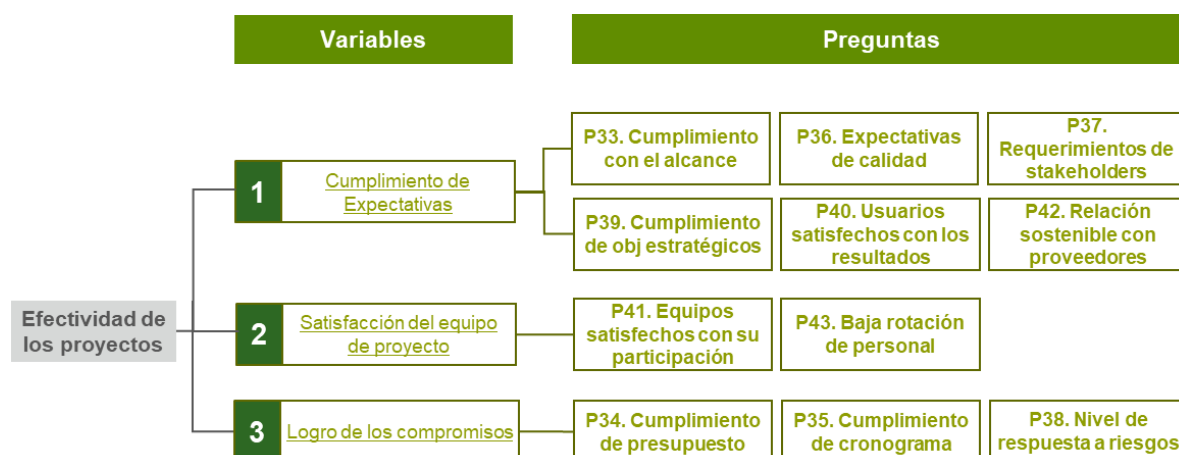 Variables
Preguntas
P33. Cumplimiento
con el alcance
P36. Expectativas
de calidad
P37.
Requerimientos de
stakeholders
1
Cumplimiento de
Expectativas
P39. Cumplimiento
de obj estratégicos
P40. Usuarios
satisfechos con los
resultados
P42. Relación
sostenible con
proveedores
Efectividad de
los proyectos
2
Satisfacción del equipo
de proyecto
P41. Equipos
satisfechos con su
participación
P43. Baja rotación
de personal
3
Logro de los compromisos
P34. Cumplimiento
de presupuesto
P35. Cumplimiento
de cronograma
P38. Nivel de
respuesta a riesgos